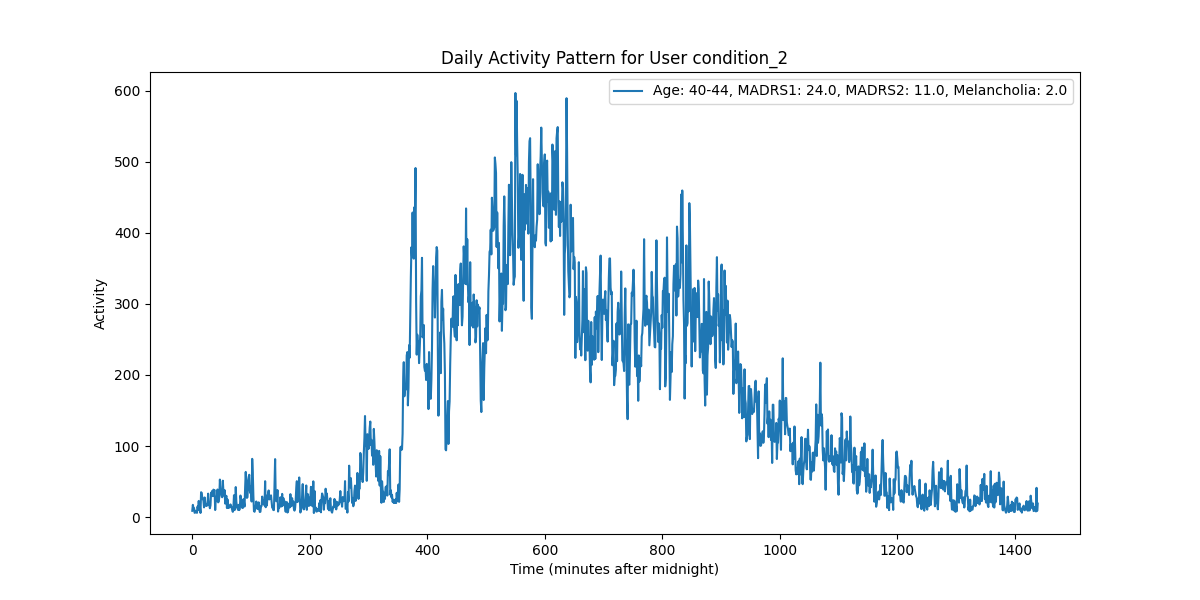 Daily Activity Pattern for User condition_2
Age: 40-44, MADRS1: 24.0, MADRS2: 11.0, Melancholia: 2.0
600
500
400
300
200
100
0
Activity
0 200 400 600 800 1000 1200 1400
Time (minutes after midnight)